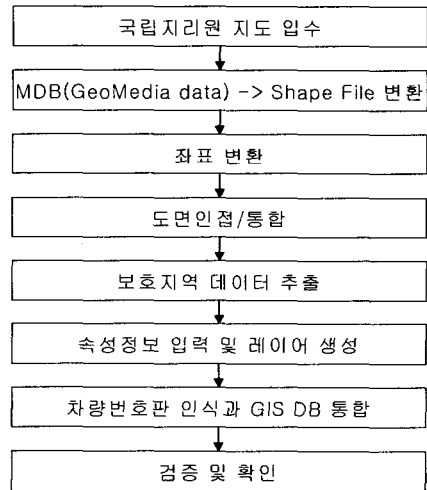 국립지리원 지도 입수
MDB(GeoMedia data) -> Shape File 변환
좌표 변환
도면인접/통합
보호지역 데이터 추출
속성정보 입력 및 레이어 생성
차량번호판 인식과 GIS DB 통합
검증 및 확인